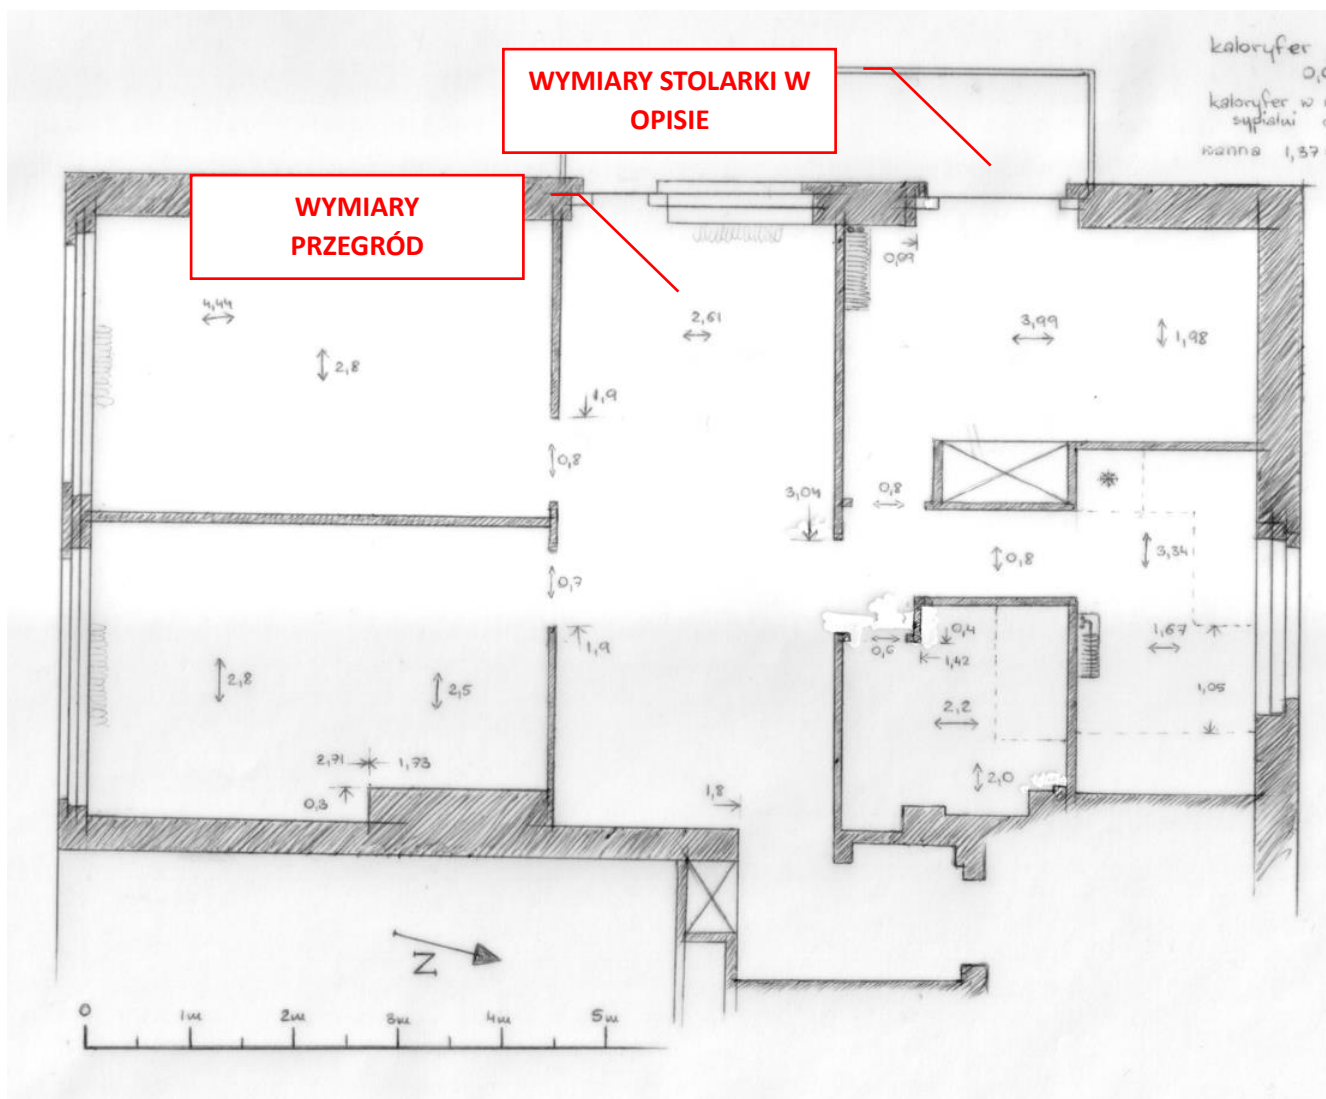 kaloryfer
0,0
kaloryfer w
sypialni
wanna 1,37
WYMIARY STOLARKI W
OPISIE
WYMIARY
PRZEGRÓD
0,09
4,44
2,61
3,99
1,98
2,8
1,9
0,8
3,04
0,8
0,7
0,8
3,34
1,9
0,6
0,4
1,42
1,67
2,8
2,5
2,2
1,05
2,71
1,73
0,3
1,8
2,0
N
0
1m
2m
3m
4m
5m